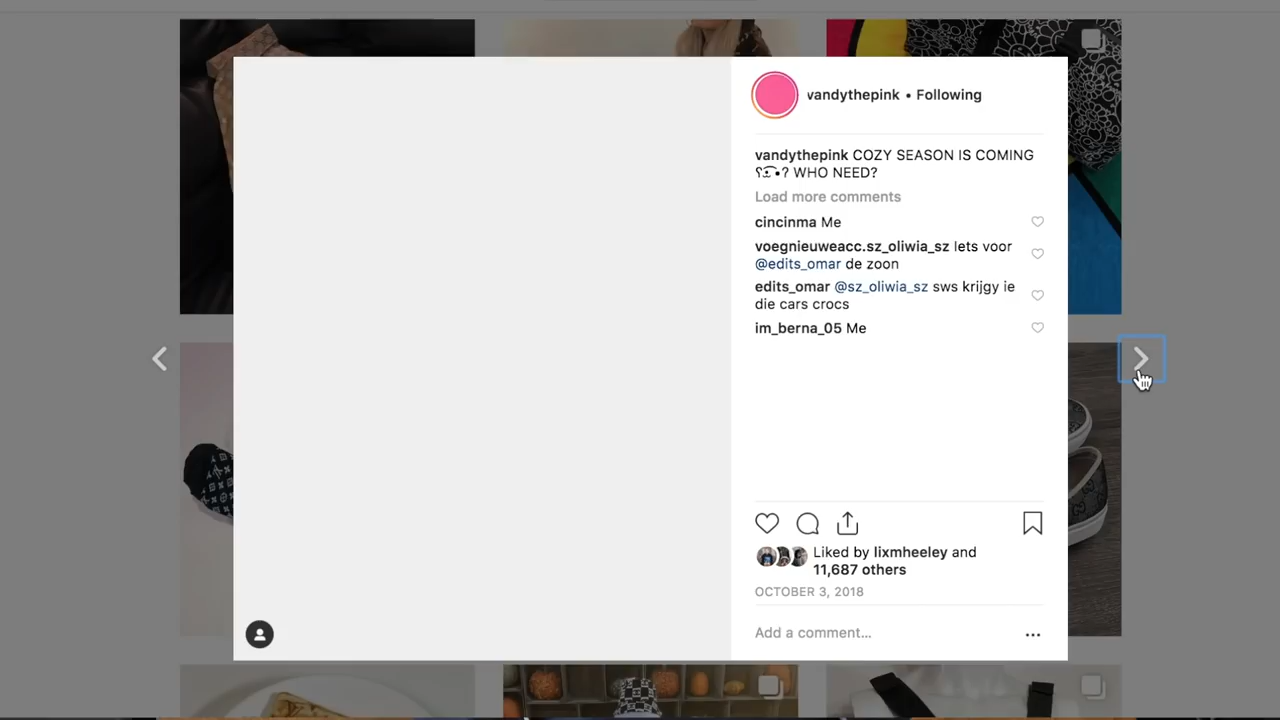 vandythepink • Following
vandythepink COZY SEASON IS COMING
WHO NEED?
Load more comments
cincinma Me
voegnieuweacc.sz_oliwia_sz Iets voor
@edits_omar de zoon
edits_omar @sz_oliwia_sz sws krijgy ie
die cars crocs
im_berna_05 Me
Liked by lixmheeley and
11,687 others
OCTOBER 3, 2018
Add a comment...